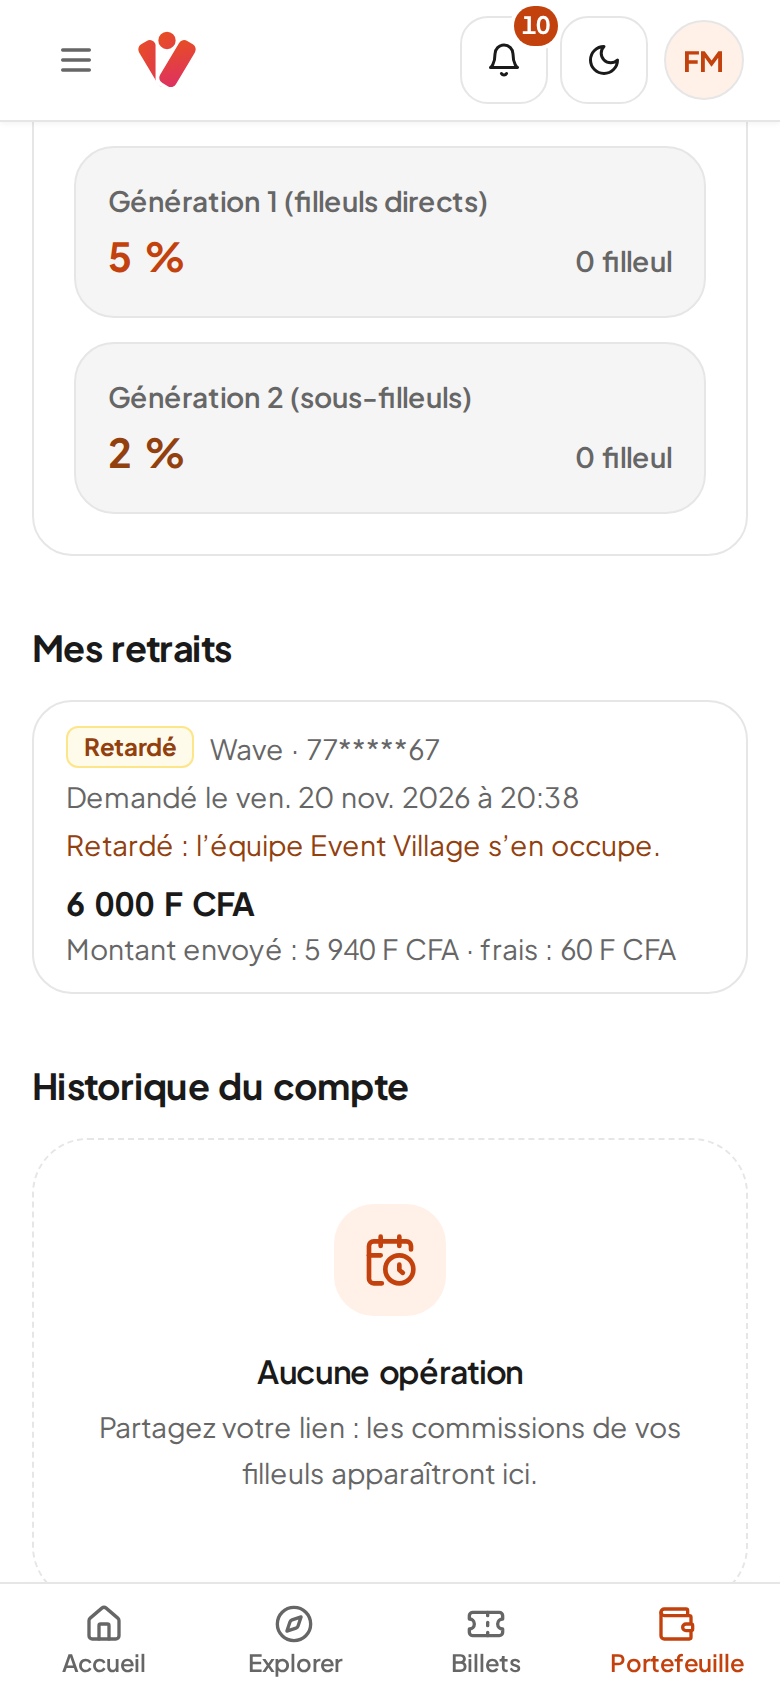 10
FM
Génération 1 (filleuls directs)
5 %
0 filleul
Génération 2 (sous-filleuls)
2 %
0 filleul
Mes retraits
Retardé Wave · 77*****67
Demandé le ven. 20 nov. 2026 à 20:38
Retardé : l’équipe Event Village s’en occupe.
6 000 F CFA
Montant envoyé : 5 940 F CFA · frais : 60 F CFA
Historique du compte
Aucune opération
Partagez votre lien : les commissions de vos
filleuls apparaîtront ici.
Accueil
Explorer
Billets
Portefeuille